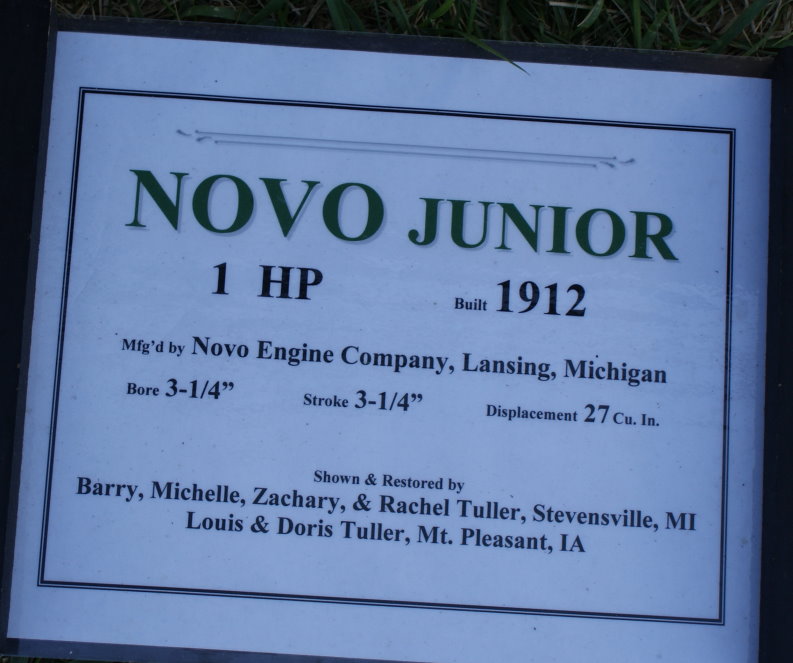 NOVO JUNIOR
1 HP Built 1912
Mfg'd by Novo Engine Company, Lansing, Michigan
Bore 3-1/4” Stroke 3-1/4” Displacement 27 Cu. In.
Shown & Restored by
Barry, Michelle, Zachary, & Rachel Tuller, Stevensville, MI
Louis & Doris Tuller, Mt. Pleasant, IA